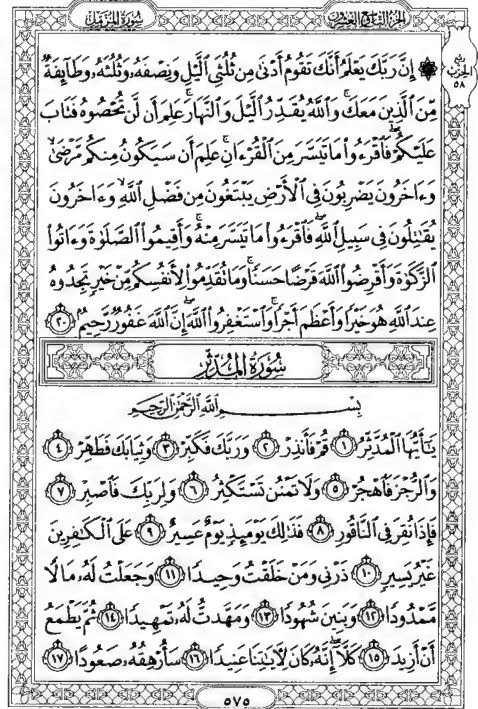 الجزء التاسع والعشرون
سورة المزمل
ربع
الحزب
٥٨
۞ إِنَّ رَبَّكَ يَعْلَمُ أَنَّكَ تَقُومُ أَدْنَىٰ مِن ثُلُثَىِ ٱلَّيْلِ وَنِصْفَهُۥ وَثُلُثَهُۥ وَطَآئِفَةٌ
مِّنَ ٱلَّذِينَ مَعَكَ ۚ وَٱللَّهُ يُقَدِّرُ ٱلَّيْلَ وَٱلنَّهَارَ ۚ عَلِمَ أَن لَّن تُحْصُوهُ فَتَابَ
عَلَيْكُمْ ۖ فَٱقْرَءُوا۟ مَا تَيَسَّرَ مِنَ ٱلْقُرْءَانِ ۚ عَلِمَ أَن سَيَكُونُ مِنكُم مَّرْضَىٰ ۙ
وَءَاخَرُونَ يَضْرِبُونَ فِى ٱلْأَرْضِ يَبْتَغُونَ مِن فَضْلِ ٱللَّهِ ۙ وَءَاخَرُونَ
يُقَٰتِلُونَ فِى سَبِيلِ ٱللَّهِ ۖ فَٱقْرَءُوا۟ مَا تَيَسَّرَ مِنْهُ ۚ وَأَقِيمُوا۟ ٱلصَّلَوٰةَ وَءَاتُوا۟
ٱلزَّكَوٰةَ وَأَقْرِضُوا۟ ٱللَّهَ قَرْضًا حَسَنًا ۚ وَمَا تُقَدِّمُوا۟ لِأَنفُسِكُم مِّنْ خَيْرٍ تَجِدُوهُ
عِندَ ٱللَّهِ هُوَ خَيْرًا وَأَعْظَمَ أَجْرًا ۚ وَٱسْتَغْفِرُوا۟ ٱللَّهَ ۖ إِنَّ ٱللَّهَ غَفُورٌ رَّحِيمٌۢ ٢٠
سُورَةُ المُدَّثِّرِ
بِسْمِ ٱللَّهِ ٱلرَّحْمَٰنِ ٱلرَّحِيمِ
يَٰٓأَيُّهَا ٱلْمُدَّثِّرُ ١ قُمْ فَأَنذِرْ ٢ وَرَبَّكَ فَكَبِّرْ ٣ وَثِيَابَكَ فَطَهِّرْ ٤
وَٱلرُّجْزَ فَٱهْجُرْ ٥ وَلَا تَمْنُن تَسْتَكْثِرُ ٦ وَلِرَبِّكَ فَٱصْبِرْ ٧
فَإِذَا نُقِرَ فِى ٱلنَّاقُورِ ٨ فَذَٰلِكَ يَوْمَئِذٍ يَوْمٌ عَسِيرٌ ٩ عَلَى ٱلْكَٰفِرِينَ
غَيْرُ يَسِيرٍ ١٠ ذَرْنِى وَمَنْ خَلَقْتُ وَحِيدًا ١١ وَجَعَلْتُ لَهُۥ مَالًا
مَّمْدُودًا ١٢ وَبَنِينَ شُهُودًا ١٣ وَمَهَّدتُّ لَهُۥ تَمْهِيدًا ١٤ ثُمَّ يَطْمَعُ
أَنْ أَزِيدَ ١٥ كَلَّآ ۖ إِنَّهُۥ كَانَ لِـَٔايَٰتِنَا عَنِيدًا ١٦ سَأُرْهِقُهُۥ صَعُودًا ١٧
٥٧٥